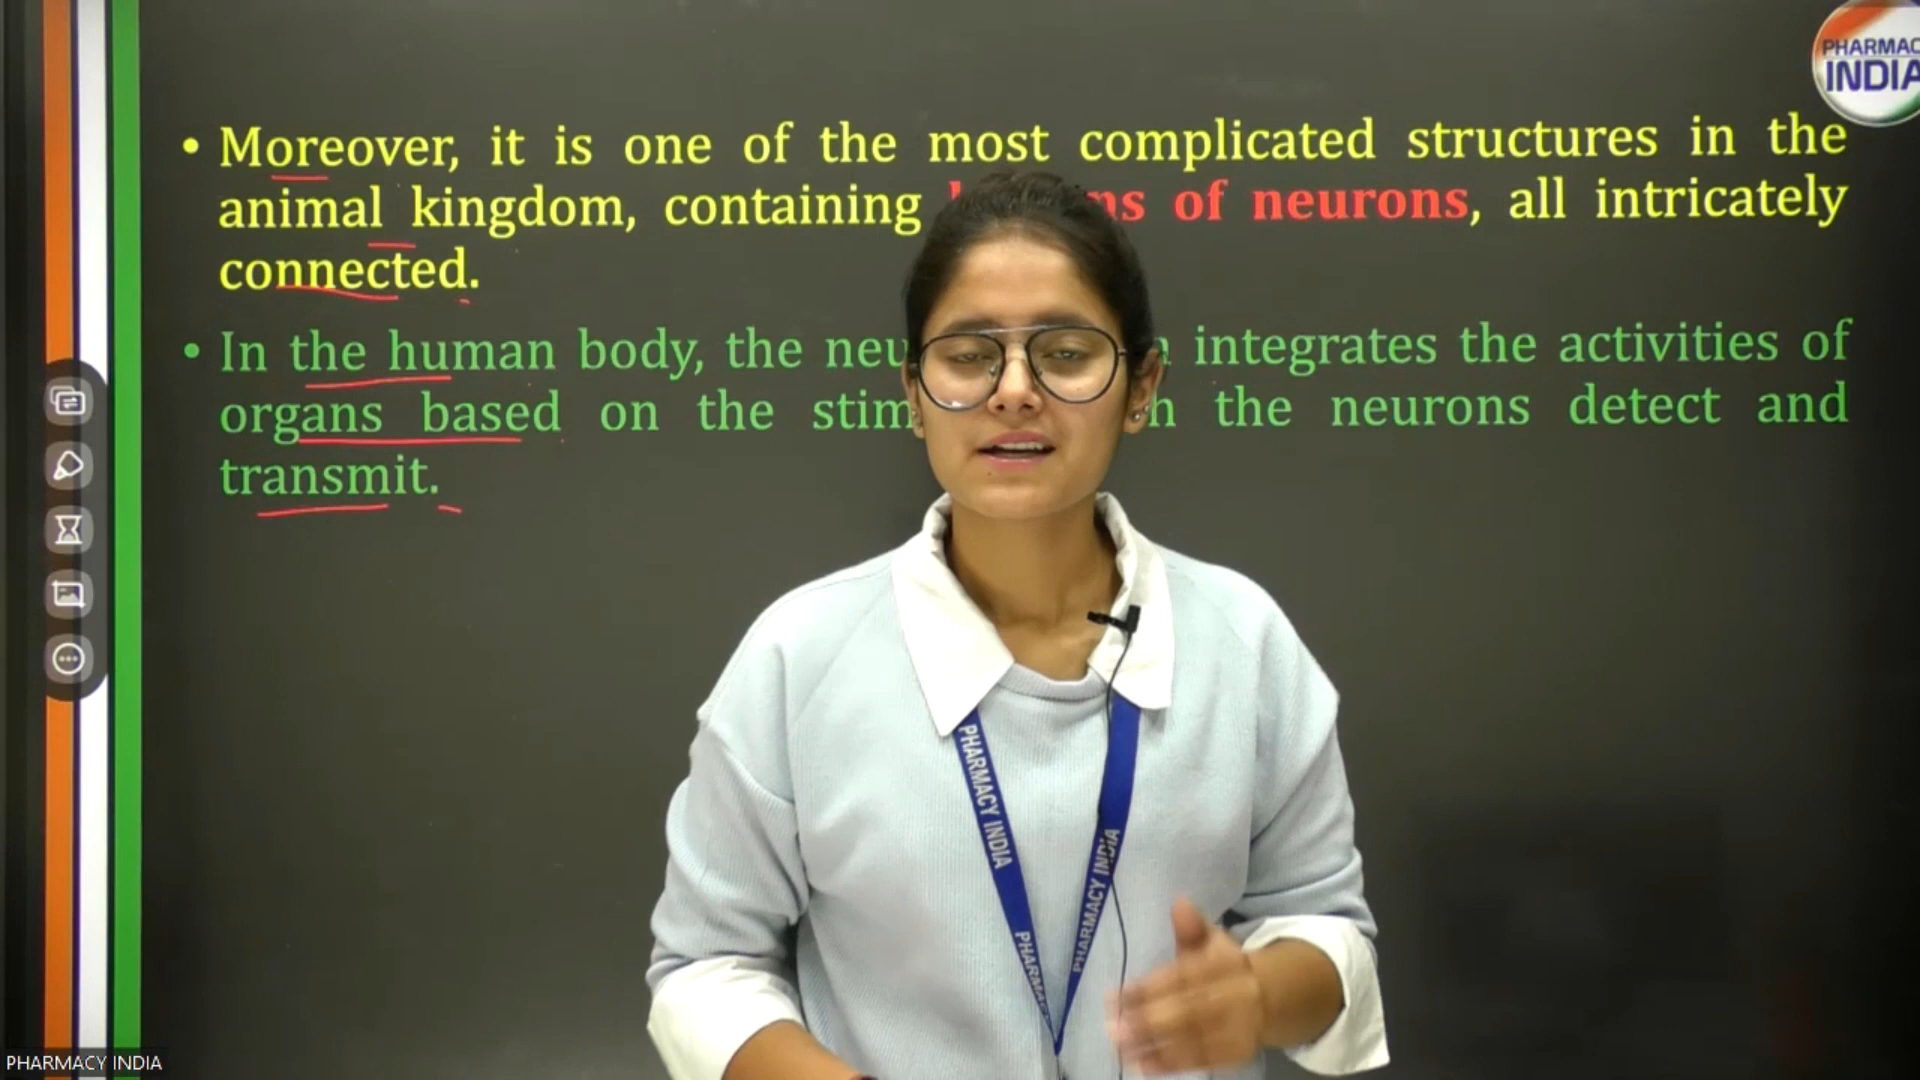 PHARMAC
INDIA
• Moreover, it is one of the most complicated structures in the
animal kingdom, containing of neurons, all intricately
connected.
• In the human body, the integrates the activities of
organs based on the the neurons detect and
transmit.
PHARMACY INDIA
PHARMACY INDIA
PHARMAC
PHARMACY INDIA